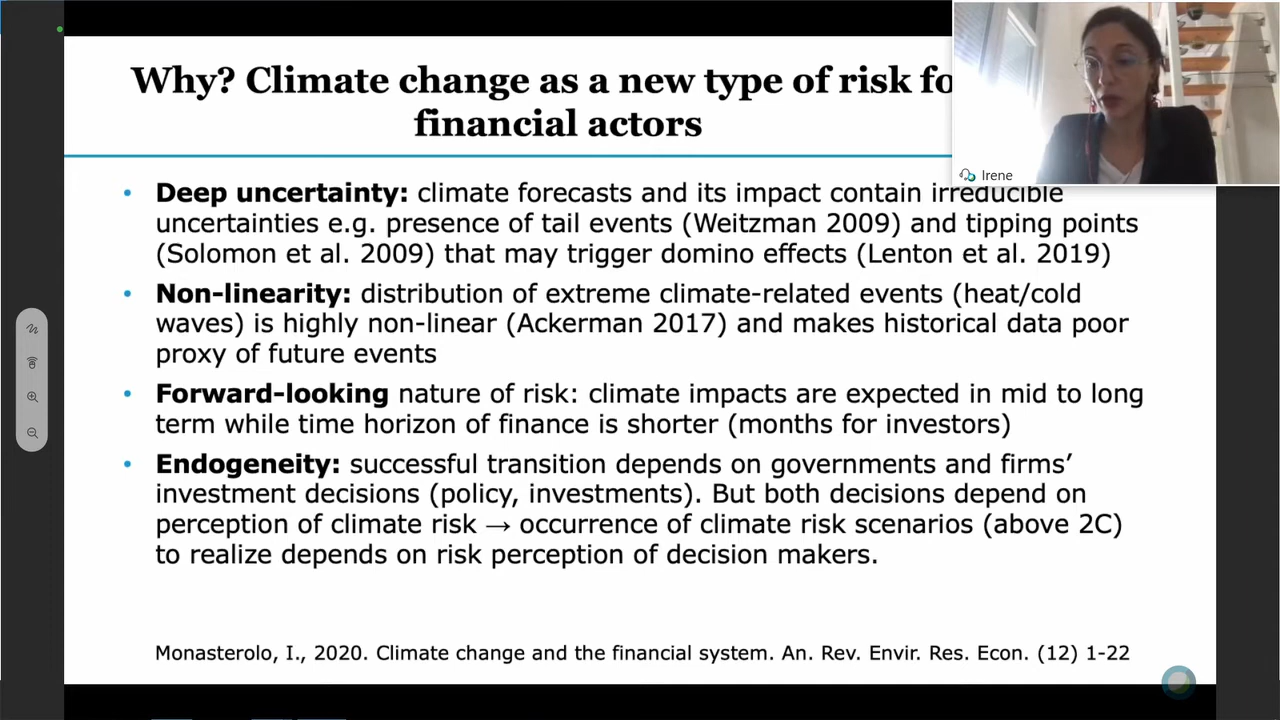 Why? Climate change as a new type of risk fo
financial actors
Irene
• Deep uncertainty: climate forecasts and its impact contain irreducible
uncertainties e.g. presence of tail events (Weitzman 2009) and tipping points
(Solomon et al. 2009) that may trigger domino effects (Lenton et al. 2019)
• Non-linearity: distribution of extreme climate-related events (heat/cold
waves) is highly non-linear (Ackerman 2017) and makes historical data poor
proxy of future events
• Forward-looking nature of risk: climate impacts are expected in mid to long
term while time horizon of finance is shorter (months for investors)
• Endogeneity: successful transition depends on governments and firms’
investment decisions (policy, investments). But both decisions depend on
perception of climate risk → occurrence of climate risk scenarios (above 2C)
to realize depends on risk perception of decision makers.
Monasterolo, I., 2020. Climate change and the financial system. An. Rev. Envir. Res. Econ. (12) 1-22